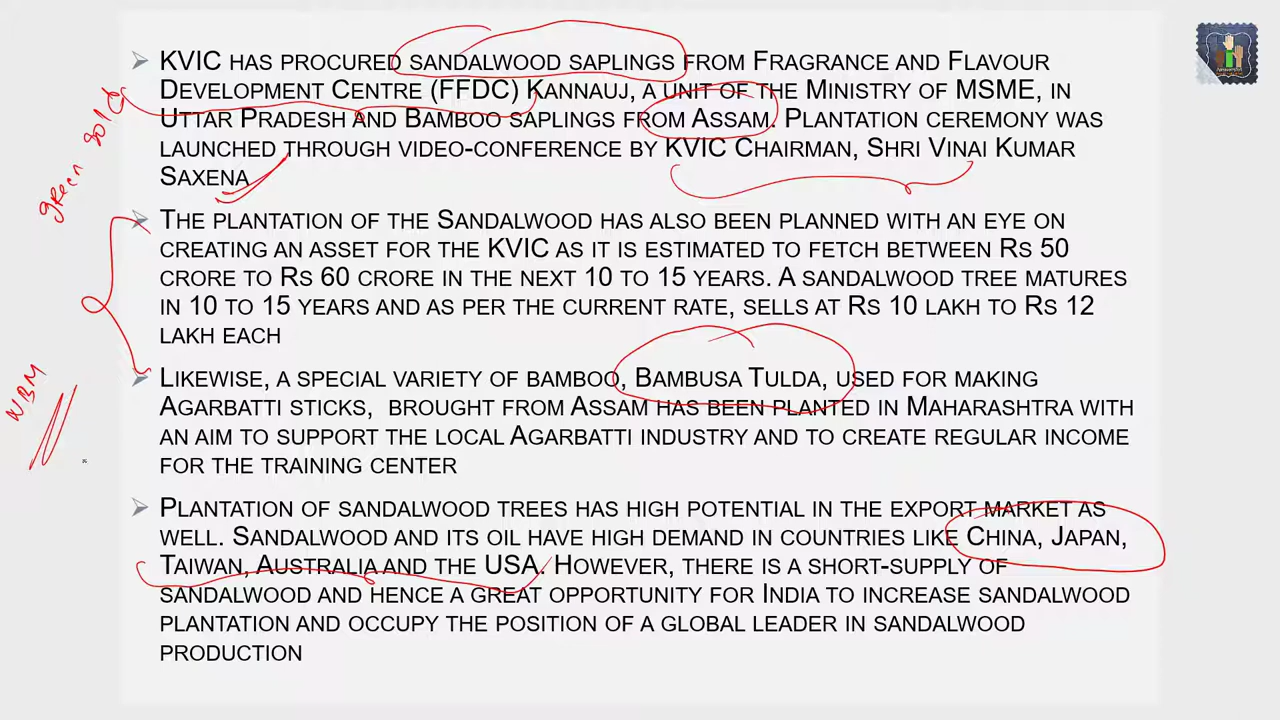 KVIC HAS PROCURED SANDALWOOD SAPLINGS FROM FRAGRANCE AND FLAVOUR
DEVELOPMENT CENTRE (FFDC) KANNAUJ, A UNIT OF THE MINISTRY OF MSME, IN
UTTAR PRADESH AND BAMBOO SAPLINGS FROM ASSAM. PLANTATION CEREMONY WAS
LAUNCHED THROUGH VIDEO-CONFERENCE BY KVIC CHAIRMAN, SHRI VINAI KUMAR
SAXENA
green gold
THE PLANTATION OF THE SANDALWOOD HAS ALSO BEEN PLANNED WITH AN EYE ON
CREATING AN ASSET FOR THE KVIC AS IT IS ESTIMATED TO FETCH BETWEEN RS 50
CRORE TO RS 60 CRORE IN THE NEXT 10 TO 15 YEARS. A SANDALWOOD TREE MATURES
IN 10 TO 15 YEARS AND AS PER THE CURRENT RATE, SELLS AT RS 10 LAKH TO RS 12
LAKH EACH
LIKEWISE, A SPECIAL VARIETY OF BAMBOO, BAMBUSA TULDA, USED FOR MAKING
AGARBATTI STICKS, BROUGHT FROM ASSAM HAS BEEN PLANTED IN MAHARASHTRA WITH
AN AIM TO SUPPORT THE LOCAL AGARBATTI INDUSTRY AND TO CREATE REGULAR INCOME
FOR THE TRAINING CENTER
NBM
PLANTATION OF SANDALWOOD TREES HAS HIGH POTENTIAL IN THE EXPORT MARKET AS
WELL. SANDALWOOD AND ITS OIL HAVE HIGH DEMAND IN COUNTRIES LIKE CHINA, JAPAN,
TAIWAN, AUSTRALIA AND THE USA. HOWEVER, THERE IS A SHORT-SUPPLY OF
SANDALWOOD AND HENCE A GREAT OPPORTUNITY FOR INDIA TO INCREASE SANDALWOOD
PLANTATION AND OCCUPY THE POSITION OF A GLOBAL LEADER IN SANDALWOOD
PRODUCTION